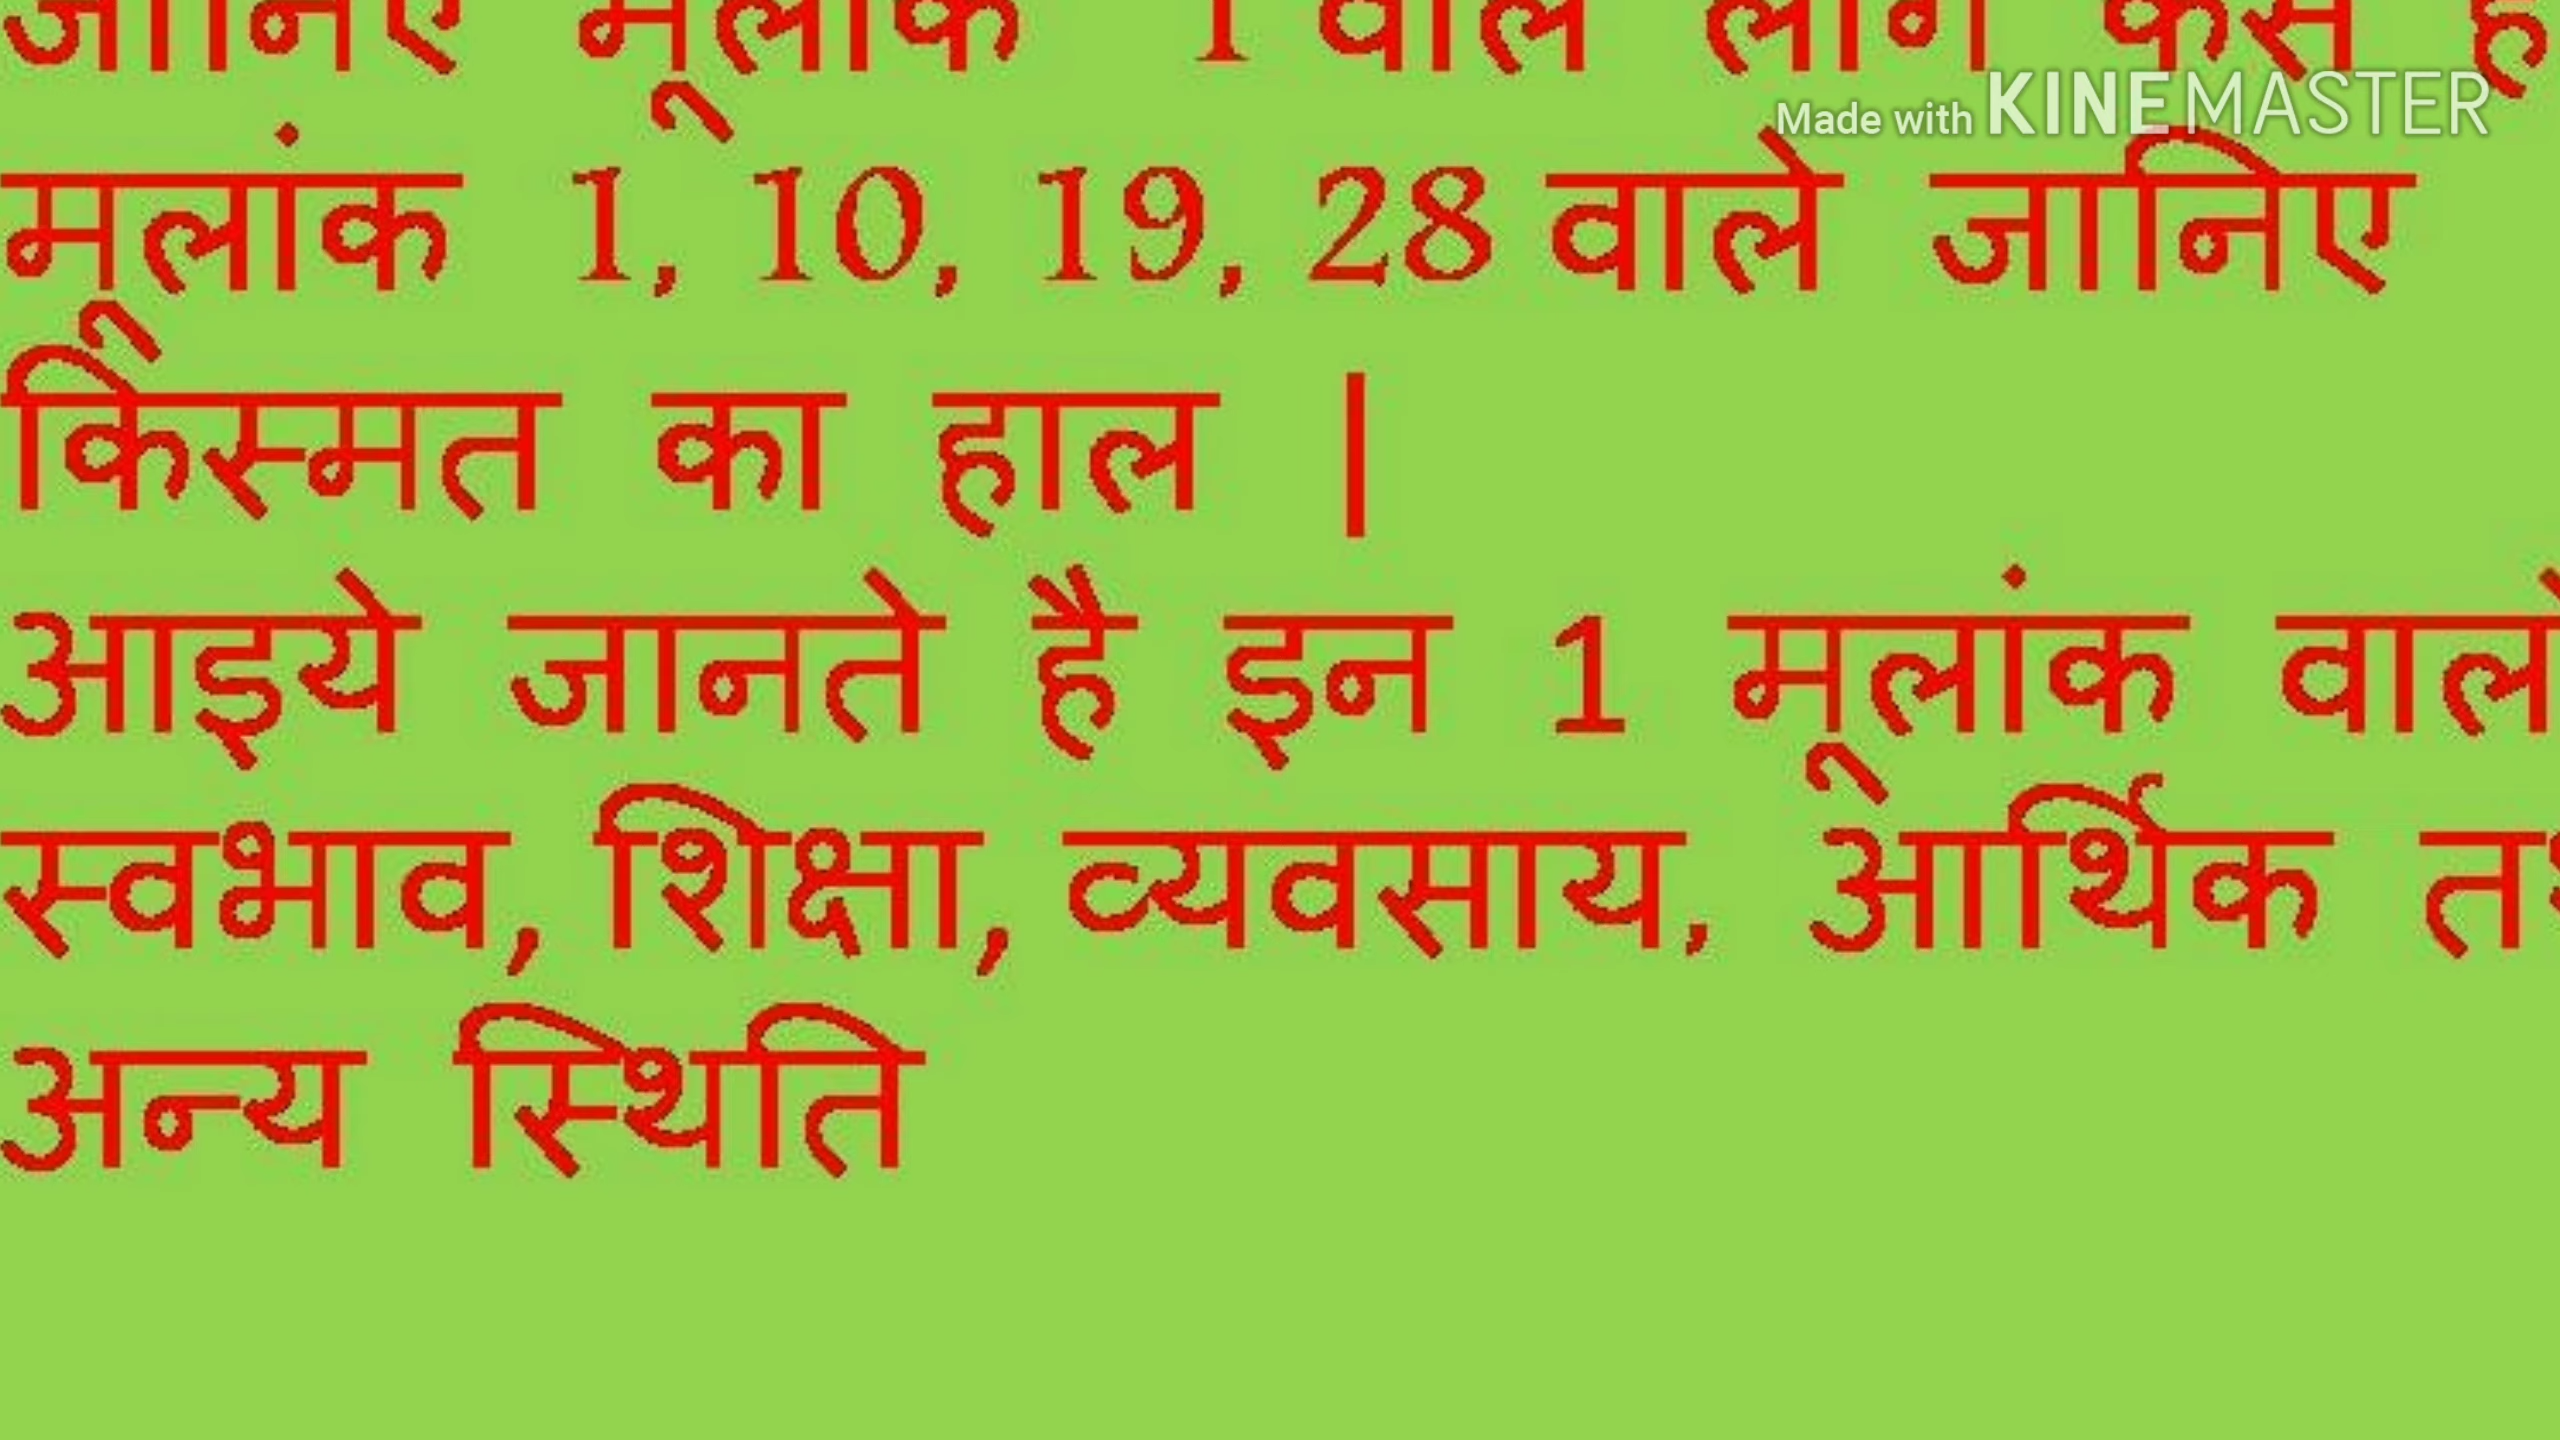 जानिए मूलांक 1 वाले लोग कैसे है
Made with KINEMASTER
मूलांक 1, 10, 19, 28 वाले जानिए
किस्मत का हाल |
आइये जानते है इन 1 मूलांक वाले
स्वभाव, शिक्षा, व्यवसाय, आर्थिक
अन्य स्थिति